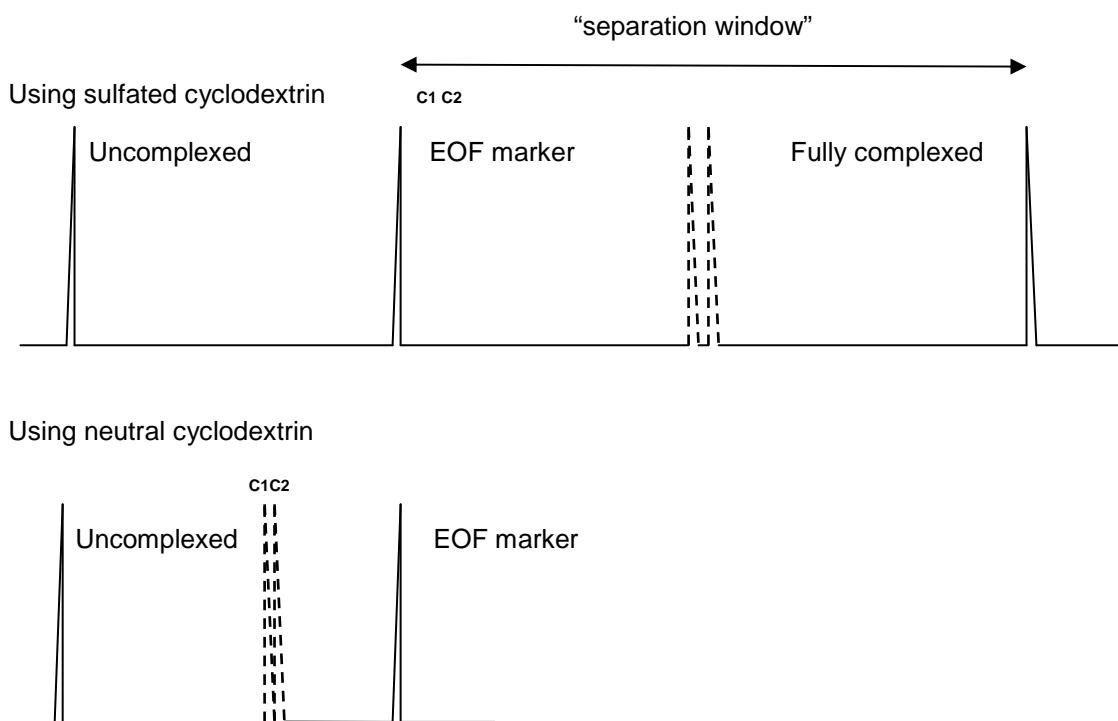 “separation window”
Using sulfated cyclodextrin
C1 C2
Uncomplexed
EOF marker
Fully complexed
Using neutral cyclodextrin
C1C2
Uncomplexed
EOF marker